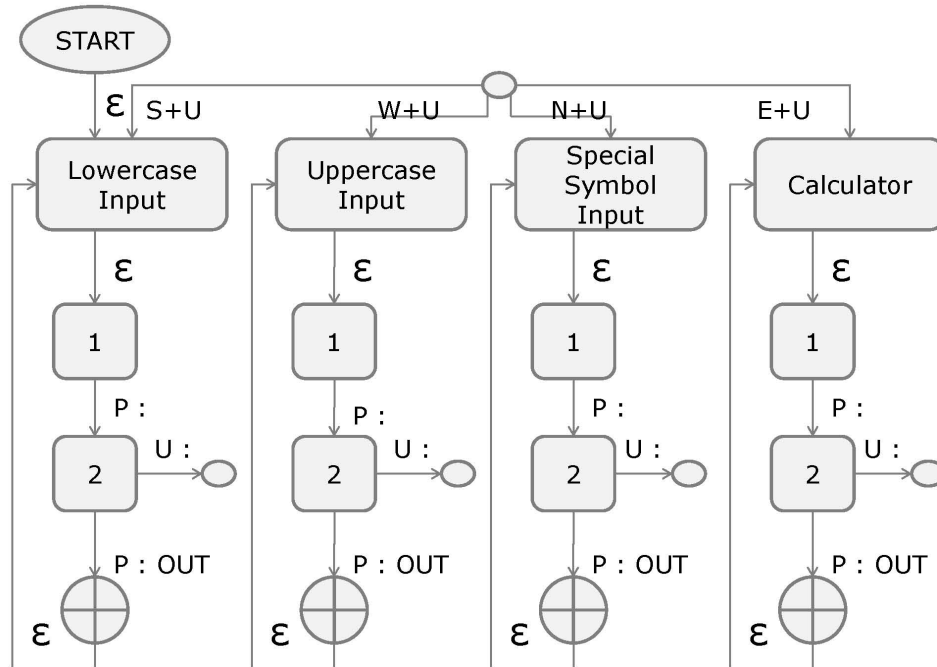 START
ε
S+U
W+U
N+U
E+U
Lowercase
Input
Uppercase
Input
Special
Symbol
Input
Calculator
ε
ε
ε
ε
1
1
1
1
P :
P :
P :
P :
2
U :
2
U :
2
U :
2
U :
P : OUT
P : OUT
P : OUT
P : OUT
ε
ε
ε
ε